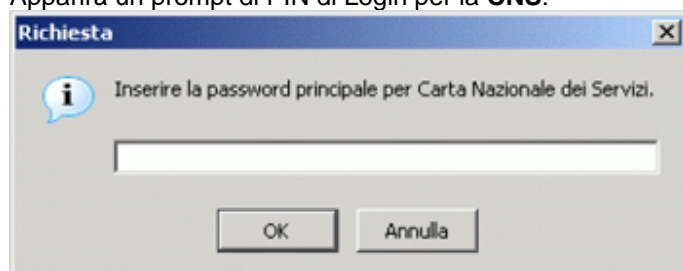 Apparirà un prompt di PIN di Login per la CNS.
Richiesta
Inserire la password principale per Carta Nazionale dei Servizi.
OK
Annulla